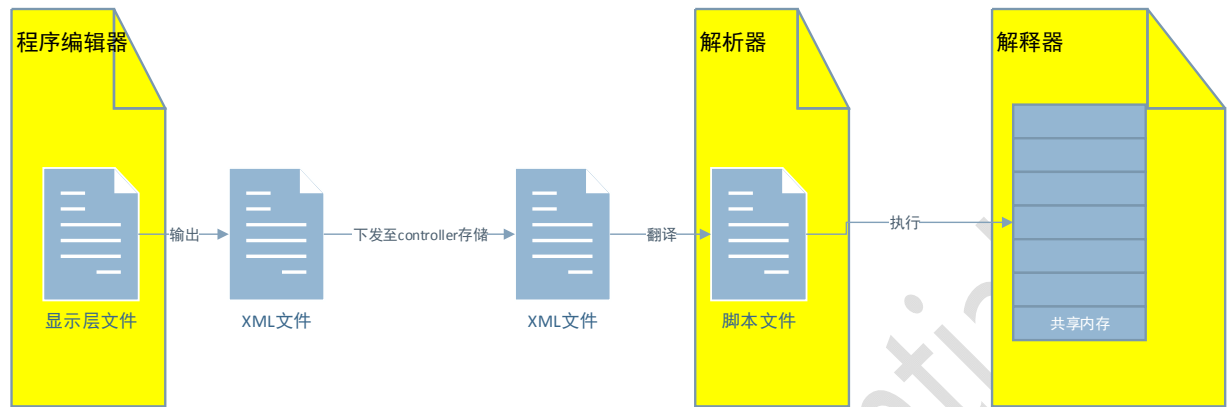 程序编辑器
解析器
解释器
输出
下发至controller存储
翻译
执行
显示层文件
XML文件
XML文件
脚本文件
共享内存